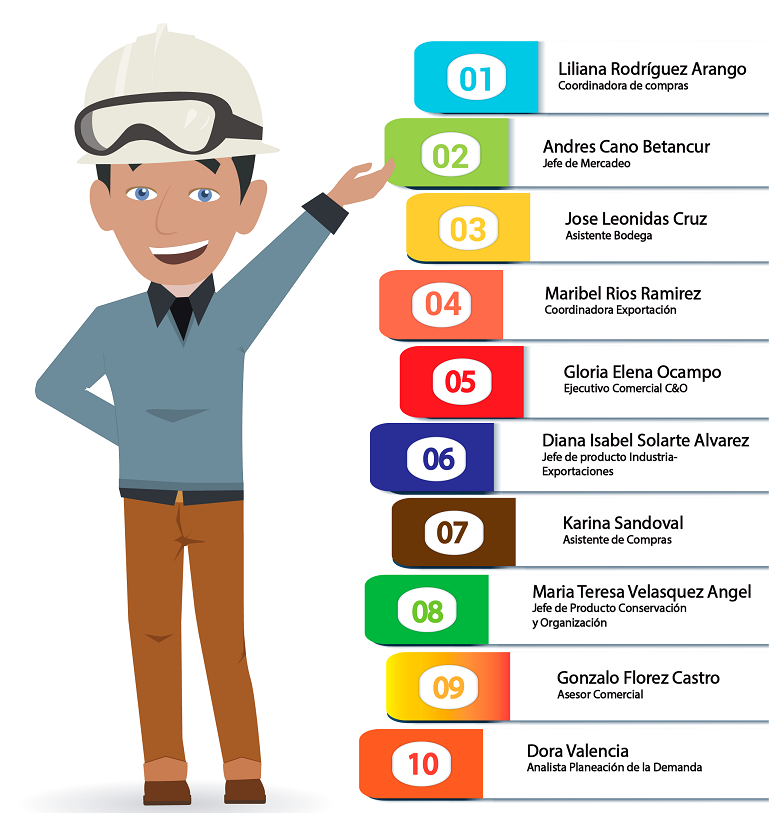 01
Liliana Rodríguez Arango
Coordinadora de compras
02
Andres Cano Betancur
Jefe de Mercadeo
03
Jose Leonidas Cruz
Asistente Bodega
04
Maribel Rios Ramirez
Coordinadora Exportación
05
Gloria Elena Ocampo
Ejecutivo Comercial C&O
06
Diana Isabel Solarte Alvarez
Jefe de producto Industria-
Exportaciones
07
Karina Sandoval
Asistente de Compras
08
Maria Teresa Velasquez Angel
Jefe de Producto Conservación
y Organización
09
Gonzalo Florez Castro
Asesor Comercial
10
Dora Valencia
Analista Planeación de la Demanda